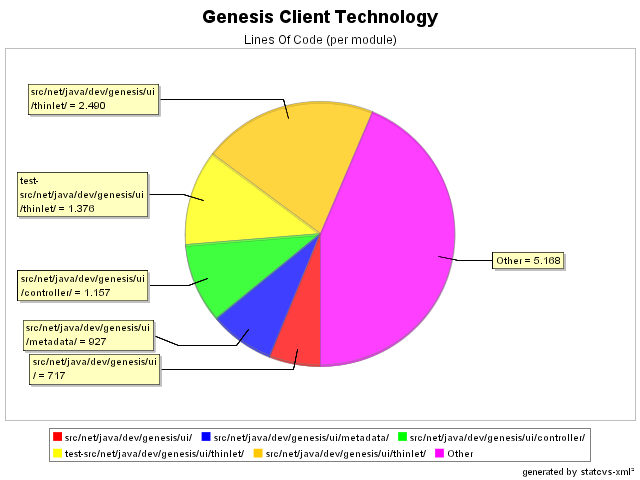 Genesis Client Technology
Lines Of Code (per module)
src/net/java/dev/genesis/ui
/thinlet/ = 2.490
test-
src/net/java/dev/genesis/ui
/thinlet/ = 1.376
src/net/java/dev/genesis/ui
/controller/ = 1.157
src/net/java/dev/genesis/ui
/metadata/ = 927
src/net/java/dev/genesis/ui
/ = 717
Other = 5.168
src/net/java/dev/genesis/ui/ src/net/java/dev/genesis/ui/metadata/ src/net/java/dev/genesis/ui/controller/
test-src/net/java/dev/genesis/ui/thinlet/ src/net/java/dev/genesis/ui/thinlet/ Other
generated by statcvs-xml²